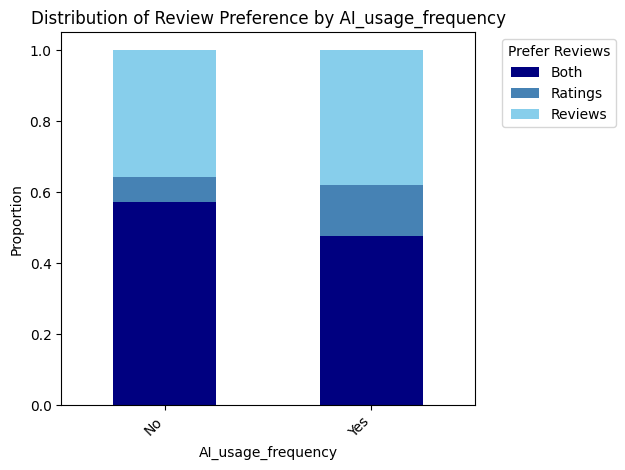 Distribution of Review Preference by AI_usage_frequency
Prefer Reviews
Both
Ratings
Reviews
Proportion
1.0
0.8
0.6
0.4
0.2
0.0
No
Yes
AI_usage_frequency